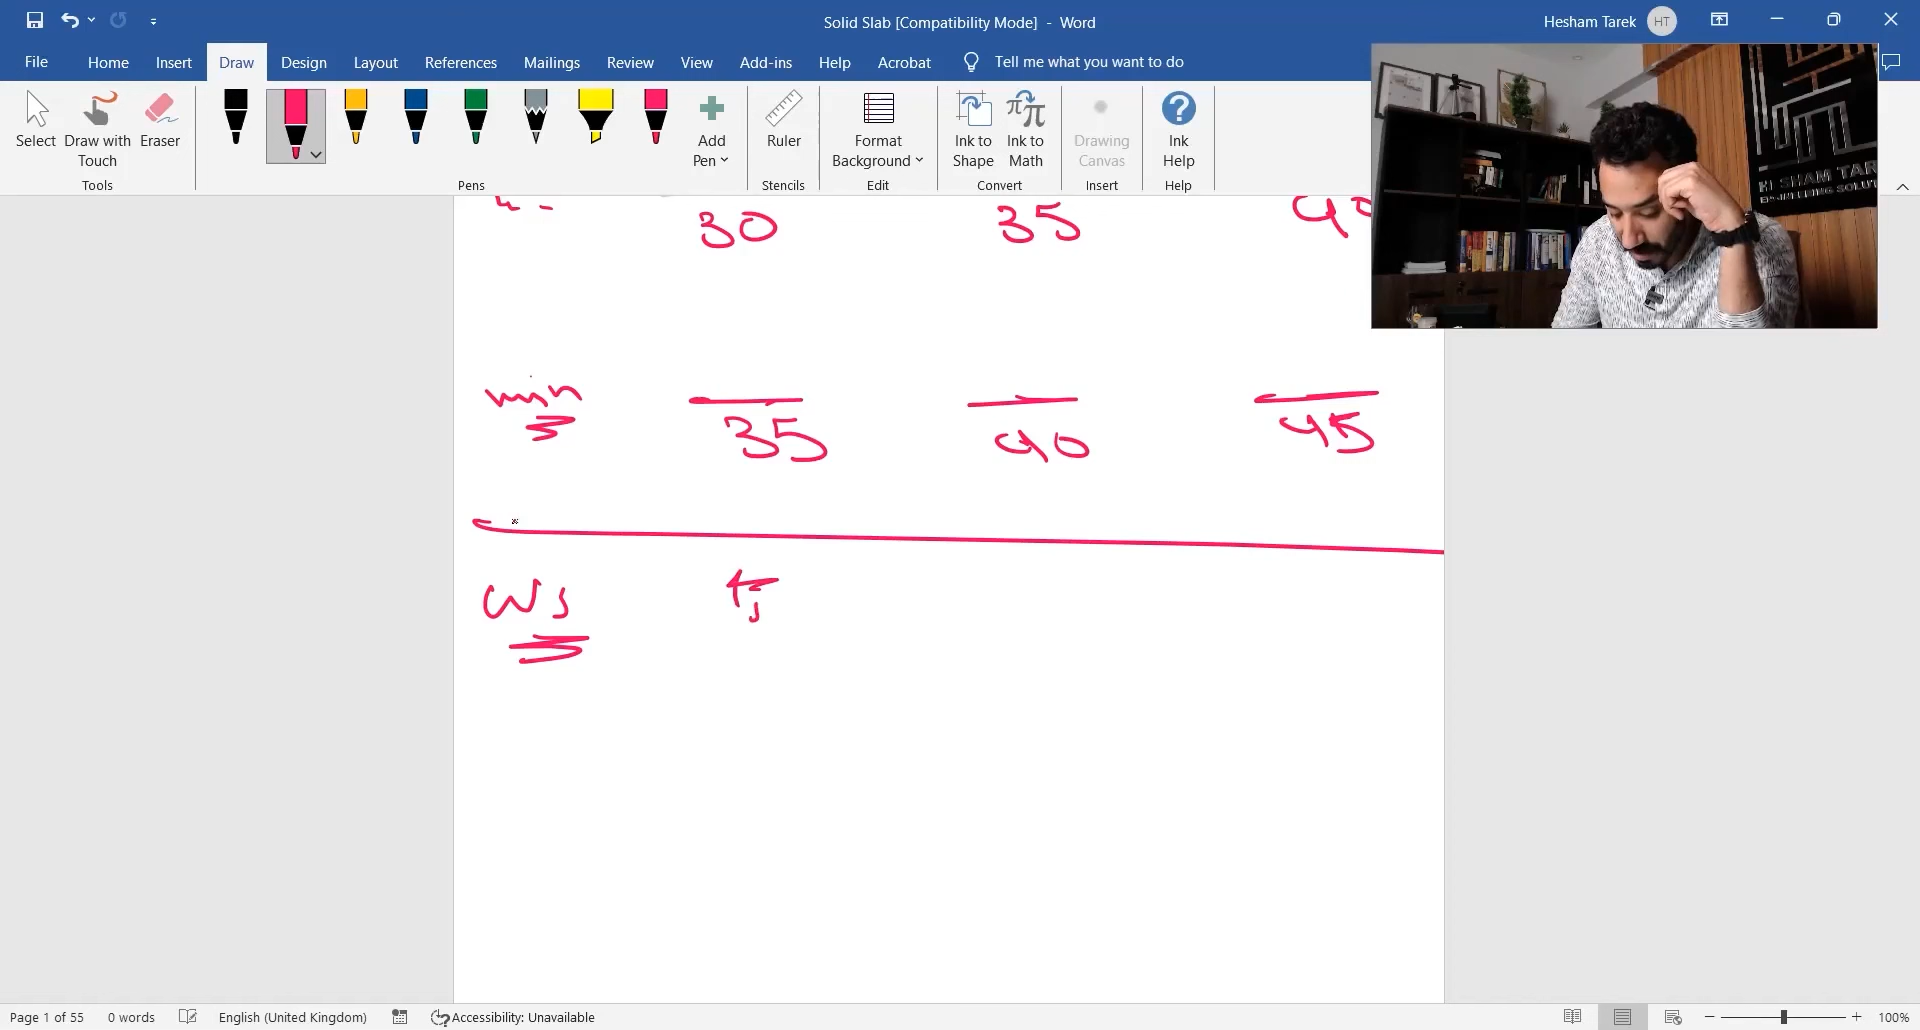 Solid Slab [Compatibility Mode] - Word
Hesham Tarek HT
File Home Insert Draw Design Layout References Mailings Review View Add-ins Help Acrobat Tell me what you want to do
Select Draw with Touch Eraser Add Pen Ruler Format Background Ink to Shape Ink to Math Drawing Canvas Ink Help
Tools Pens Stencils Edit Convert Insert Help
30 35
min 35 40 45
Ws ts
Page 1 of 55 0 words English (United Kingdom) Accessibility: Unavailable 100%